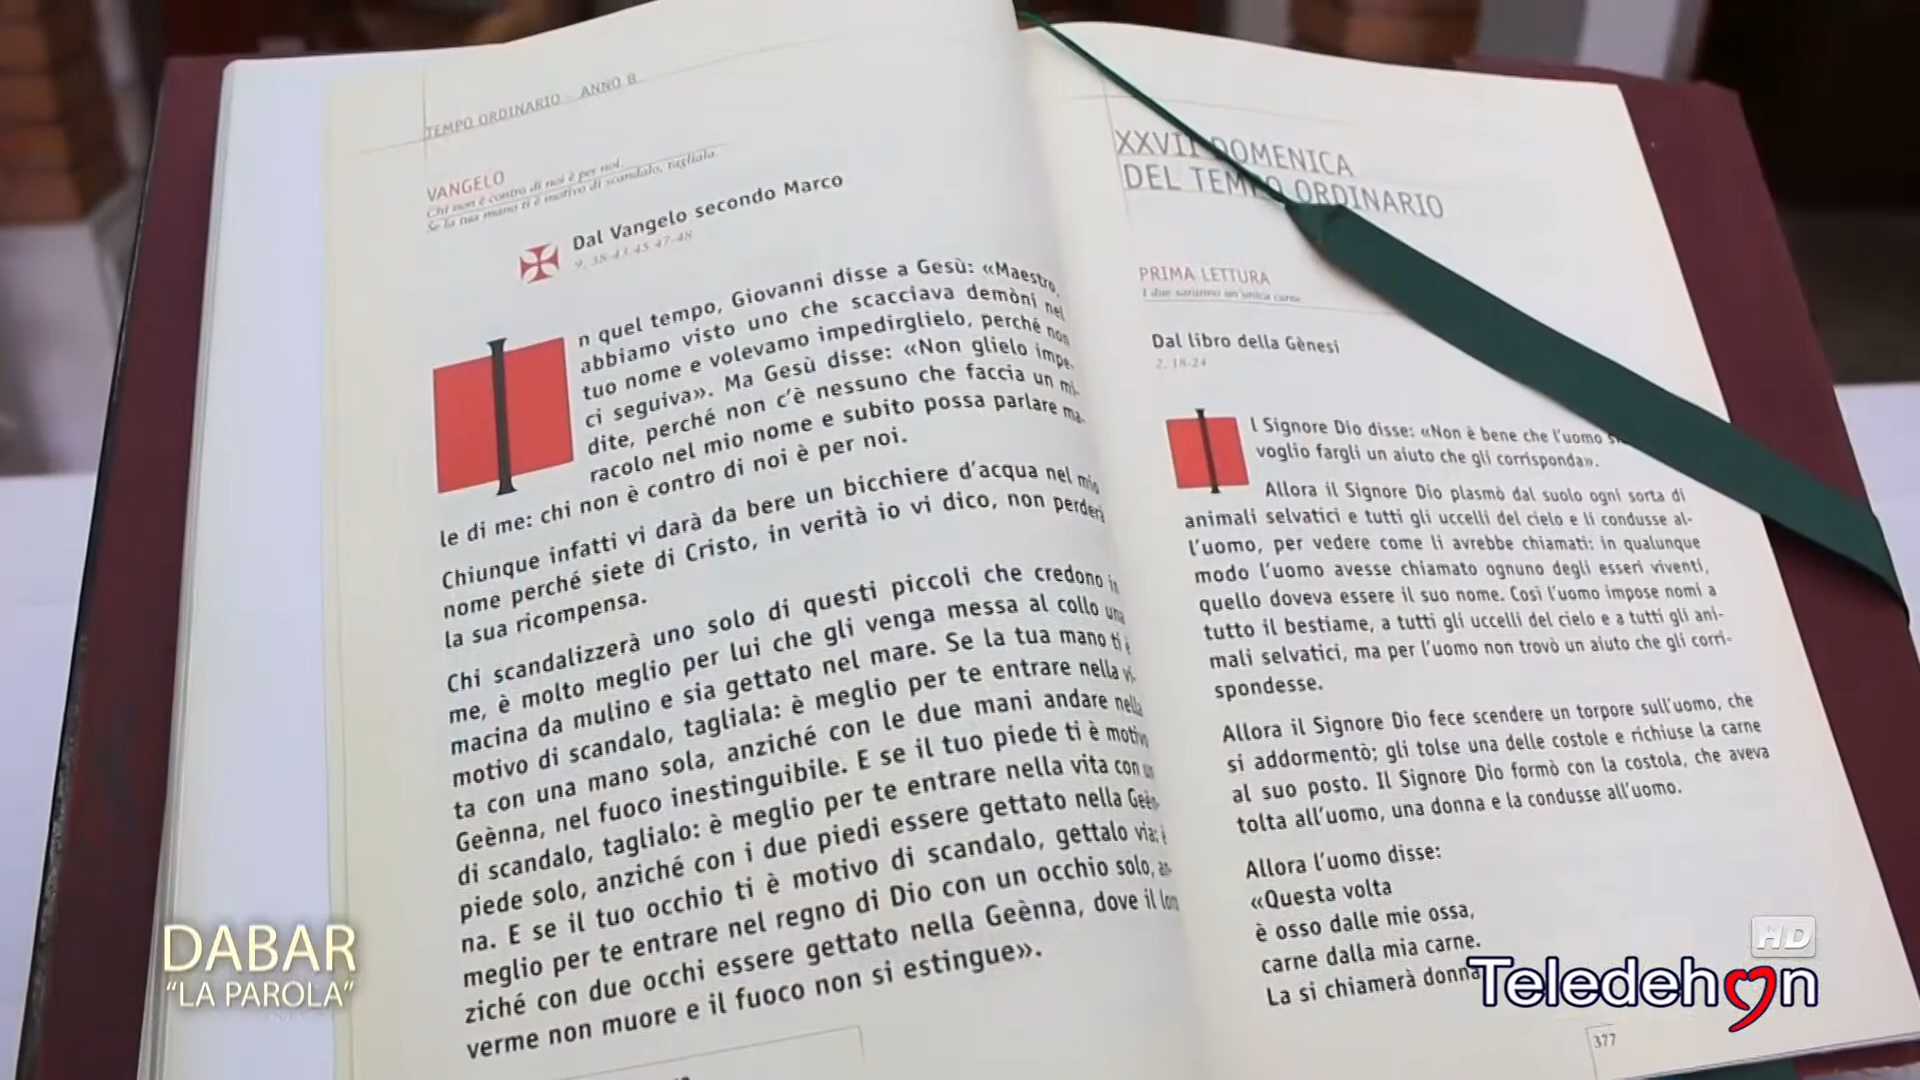 TEMPO ORDINARIO - ANNO B
VANGELO
Chi non è contro di noi è per noi.
Se la tua mano ti è motivo di scandalo, tagliala.
Dal Vangelo secondo Marco
9, 38-43.45.47-48
In quel tempo, Giovanni disse a Gesù: «Maestro,
abbiamo visto uno che scacciava demòni nel
tuo nome e volevamo impedirglielo, perché non
ci seguiva». Ma Gesù disse: «Non glielo impe-
dite, perché non c'è nessuno che faccia un mi-
racolo nel mio nome e subito possa parlare ma-
le di me: chi non è contro di noi è per noi.
Chiunque infatti vi darà da bere un bicchiere d'acqua nel mio
nome perché siete di Cristo, in verità io vi dico, non perderà
la sua ricompensa.
Chi scandalizzerà uno solo di questi piccoli che credono in
me, è molto meglio per lui che gli venga messa al collo una
macina da mulino e sia gettato nel mare. Se la tua mano ti è
motivo di scandalo, tagliala: è meglio per te entrare nella vi-
ta con una mano sola, anziché con le due mani andare nella
Geènna, nel fuoco inestinguibile. E se il tuo piede ti è motivo
di scandalo, taglialo: è meglio per te entrare nella vita con un
piede solo, anziché con i due piedi essere gettato nella Geèn-
na. E se il tuo occhio ti è motivo di scandalo, gettalo via: è
meglio per te entrare nel regno di Dio con un occhio solo, an-
ziché con due occhi essere gettato nella Geènna, dove il loro
verme non muore e il fuoco non si estingue».
XXVII DOMENICA
DEL TEMPO ORDINARIO
PRIMA LETTURA
I due saranno un'unica carne.
Dal libro della Gènesi
2, 18-24
Il Signore Dio disse: «Non è bene che l'uomo
voglio fargli un aiuto che gli corrisponda».
Allora il Signore Dio plasmò dal suolo ogni sorta di
animali selvatici e tutti gli uccelli del cielo e li condusse al-
l'uomo, per vedere come li avrebbe chiamati: in qualunque
modo l'uomo avesse chiamato ognuno degli esseri viventi,
quello doveva essere il suo nome. Così l'uomo impose nomi a
tutto il bestiame, a tutti gli uccelli del cielo e a tutti gli ani-
mali selvatici, ma per l'uomo non trovò un aiuto che gli corri-
spondesse.
Allora il Signore Dio fece scendere un torpore sull'uomo, che
si addormentò; gli tolse una delle costole e richiuse la carne
al suo posto. Il Signore Dio formò con la costola, che aveva
tolta all'uomo, una donna e la condusse all'uomo.
Allora l'uomo disse:
«Questa volta
è osso dalle mie ossa,
carne dalla mia carne.
La si chiamerà donna
377
DABAR
"LA PAROLA"
HD
Teledehon